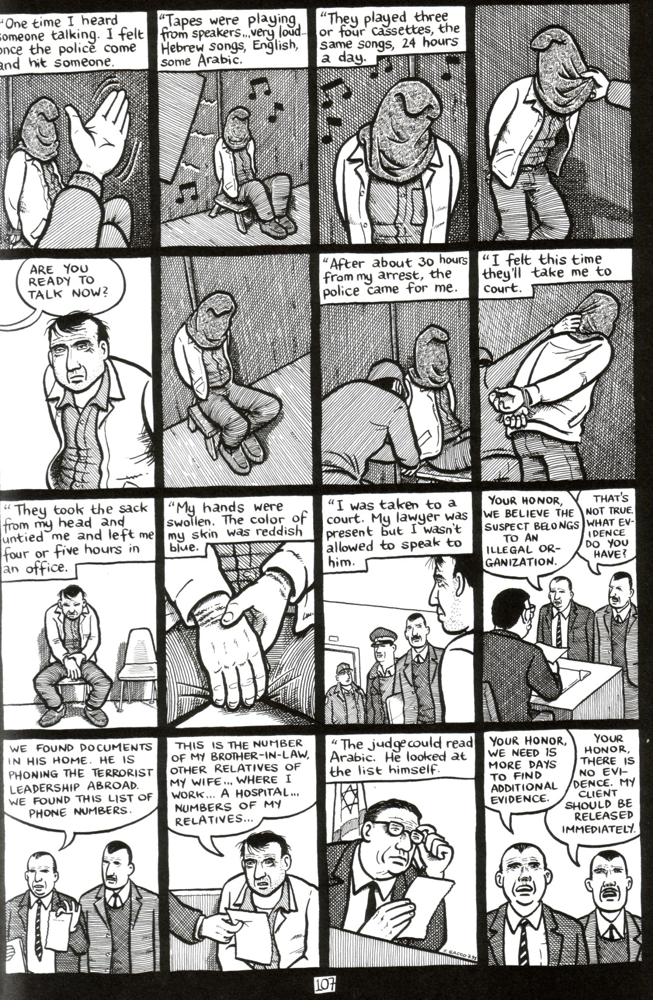 "One time I heard
someone talking. I felt
once the police come
and hit someone.
"Tapes were playing
from speakers...very loud...
Hebrew songs, English,
some Arabic.
"They played three
or four cassettes, the
same songs, 24 hours
a day.
ARE YOU
READY TO
TALK NOW?
"After about 30 hours
from my arrest, the
police came for me.
"I felt this time
they'll take me to
court.
"They took the sack
from my head and
untied me and left me
four or five hours in
an office.
"My hands were
swollen. The color of
my skin was reddish
blue.
"I was taken to a
court. My lawyer was
present but I wasn't
allowed to speak to
him.
YOUR HONOR,
WE BELIEVE THE
SUSPECT BELONGS
TO AN
ILLEGAL OR-
GANIZATION.
THAT'S
NOT TRUE.
WHAT EV-
IDENCE
DO YOU
HAVE?
WE FOUND DOCUMENTS
IN HIS HOME. HE IS
PHONING THE TERRORIST
LEADERSHIP ABROAD.
WE FOUND THIS LIST OF
PHONE NUMBERS.
THIS IS THE NUMBER
OF MY BROTHER-IN-LAW,
OTHER RELATIVES OF
MY WIFE... WHERE I
WORK... A HOSPITAL...
NUMBERS OF MY
RELATIVES...
"The judge could read
Arabic. He looked at
the list himself.
J. SACCO 7.93
YOUR HONOR,
WE NEED 15
MORE DAYS
TO FIND
ADDITIONAL
EVIDENCE.
YOUR
HONOR,
THERE IS
NO EVI-
DENCE. MY
CLIENT
SHOULD BE
RELEASED
IMMEDIATELY.
107